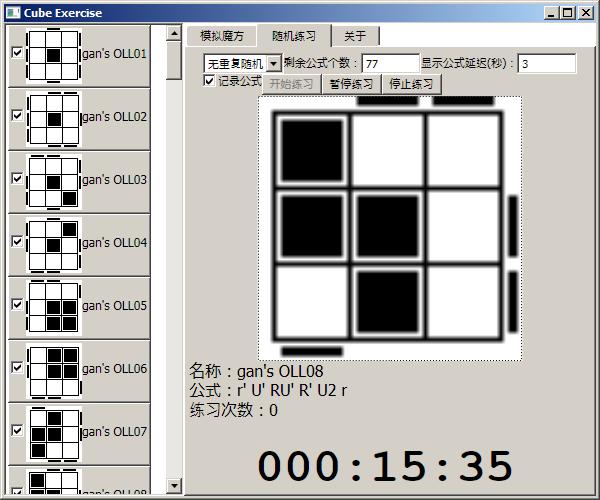 Cube Exercise
gan's OLL01
gan's OLL02
gan's OLL03
gan's OLL04
gan's OLL05
gan's OLL06
gan's OLL07
模拟魔方 随机练习 关于
无重复随机 剩余公式个数：77 显示公式延迟(秒)：3
记录公式 开始练习 暂停练习 停止练习
名称：gan's OLL08
公式：r' U' RU' R' U2 r
练习次数：0
000:15:35